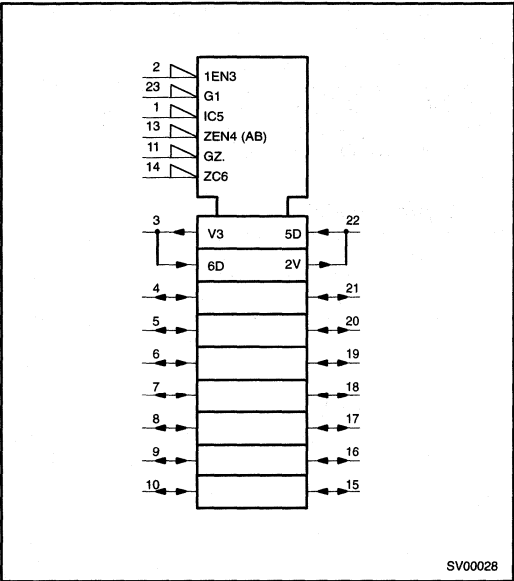 2 1EN3
23 G1
1 IC5
13 ZEN4 (AB)
11 GZ.
14 ZC6
3 V3 5D 22
6D 2V
4 21
5 20
6 19
7 18
8 17
9 16
10 15
SV00028